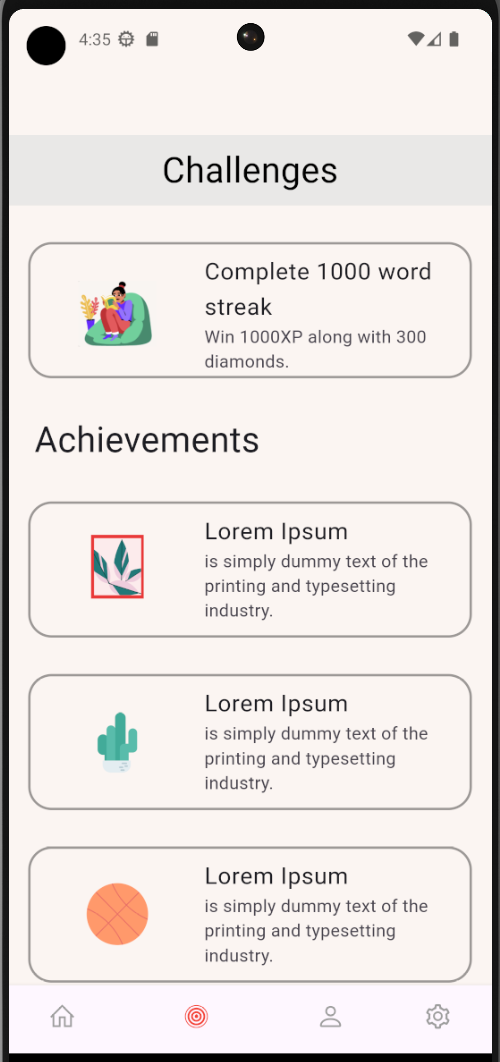 4:35
Challenges
Complete 1000 word
streak
Win 1000XP along with 300
diamonds.
Achievements
Lorem Ipsum
is simply dummy text of the
printing and typesetting
industry.
Lorem Ipsum
is simply dummy text of the
printing and typesetting
industry.
Lorem Ipsum
is simply dummy text of the
printing and typesetting
industry.